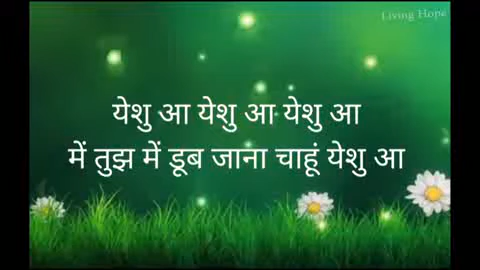 Living Hope
येशु आ येशु आ येशु आ
में तुझ में डूब जाना चाहूं येशु आ